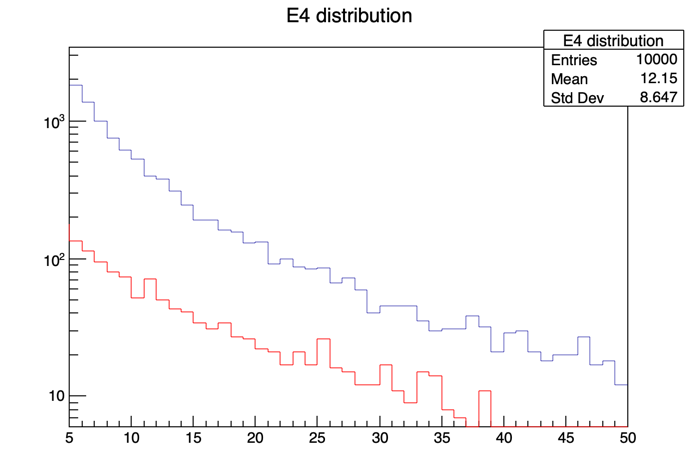 E4 distribution
E4 distribution
Entries 10000
Mean 12.15
Std Dev 8.647
10³
10²
10
5 10 15 20 25 30 35 40 45 50